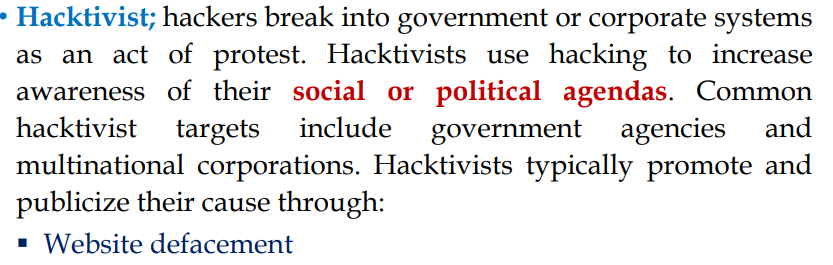 • Hacktivist; hackers break into government or corporate systems
as an act of protest. Hacktivists use hacking to increase
awareness of their social or political agendas. Common
hacktivist targets include government agencies and
multinational corporations. Hacktivists typically promote and
publicize their cause through:
▪ Website defacement